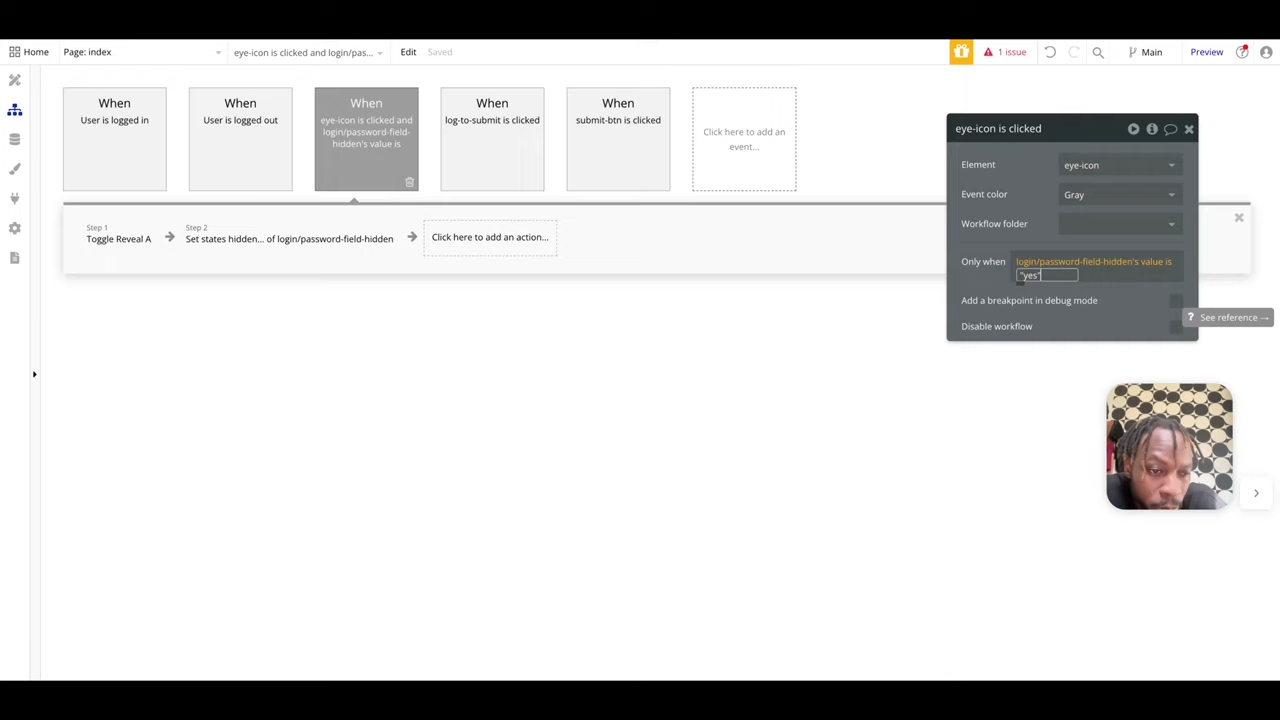 Home
Page: index
eye-icon is clicked and login/pas...
Edit
Saved
1 issue
Main
Preview
When
User is logged in
When
User is logged out
When
eye-icon is clicked and
login/password-field-
hidden's value is
When
log-to-submit is clicked
When
submit-btn is clicked
Click here to add an
event...
Step 1
Toggle Reveal A
Step 2
Set states hidden... of login/password-field-hidden
Click here to add an action...
eye-icon is clicked
Element
eye-icon
Event color
Gray
Workflow folder
Only when
login/password-field-hidden's value is
"yes"
Add a breakpoint in debug mode
? See reference →
Disable workflow